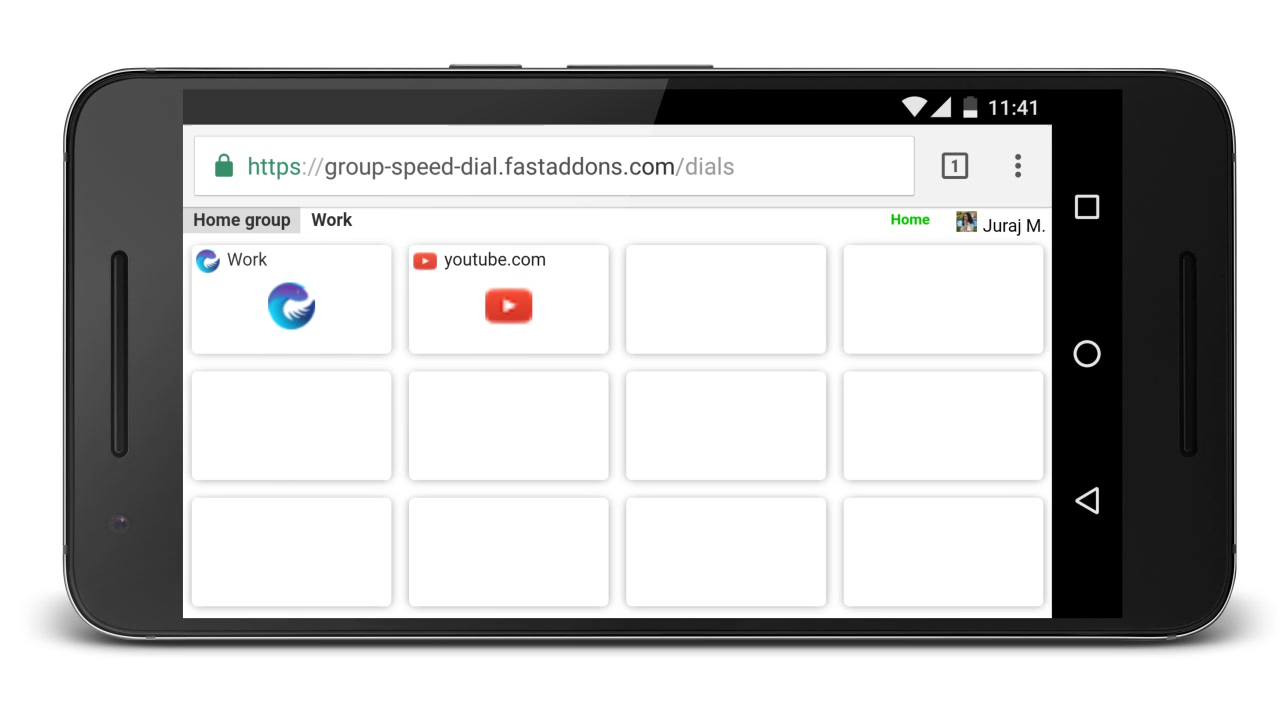 11:41
https://group-speed-dial.fastaddons.com/dials
1
Home group Work Home Juraj M.
Work youtube.com